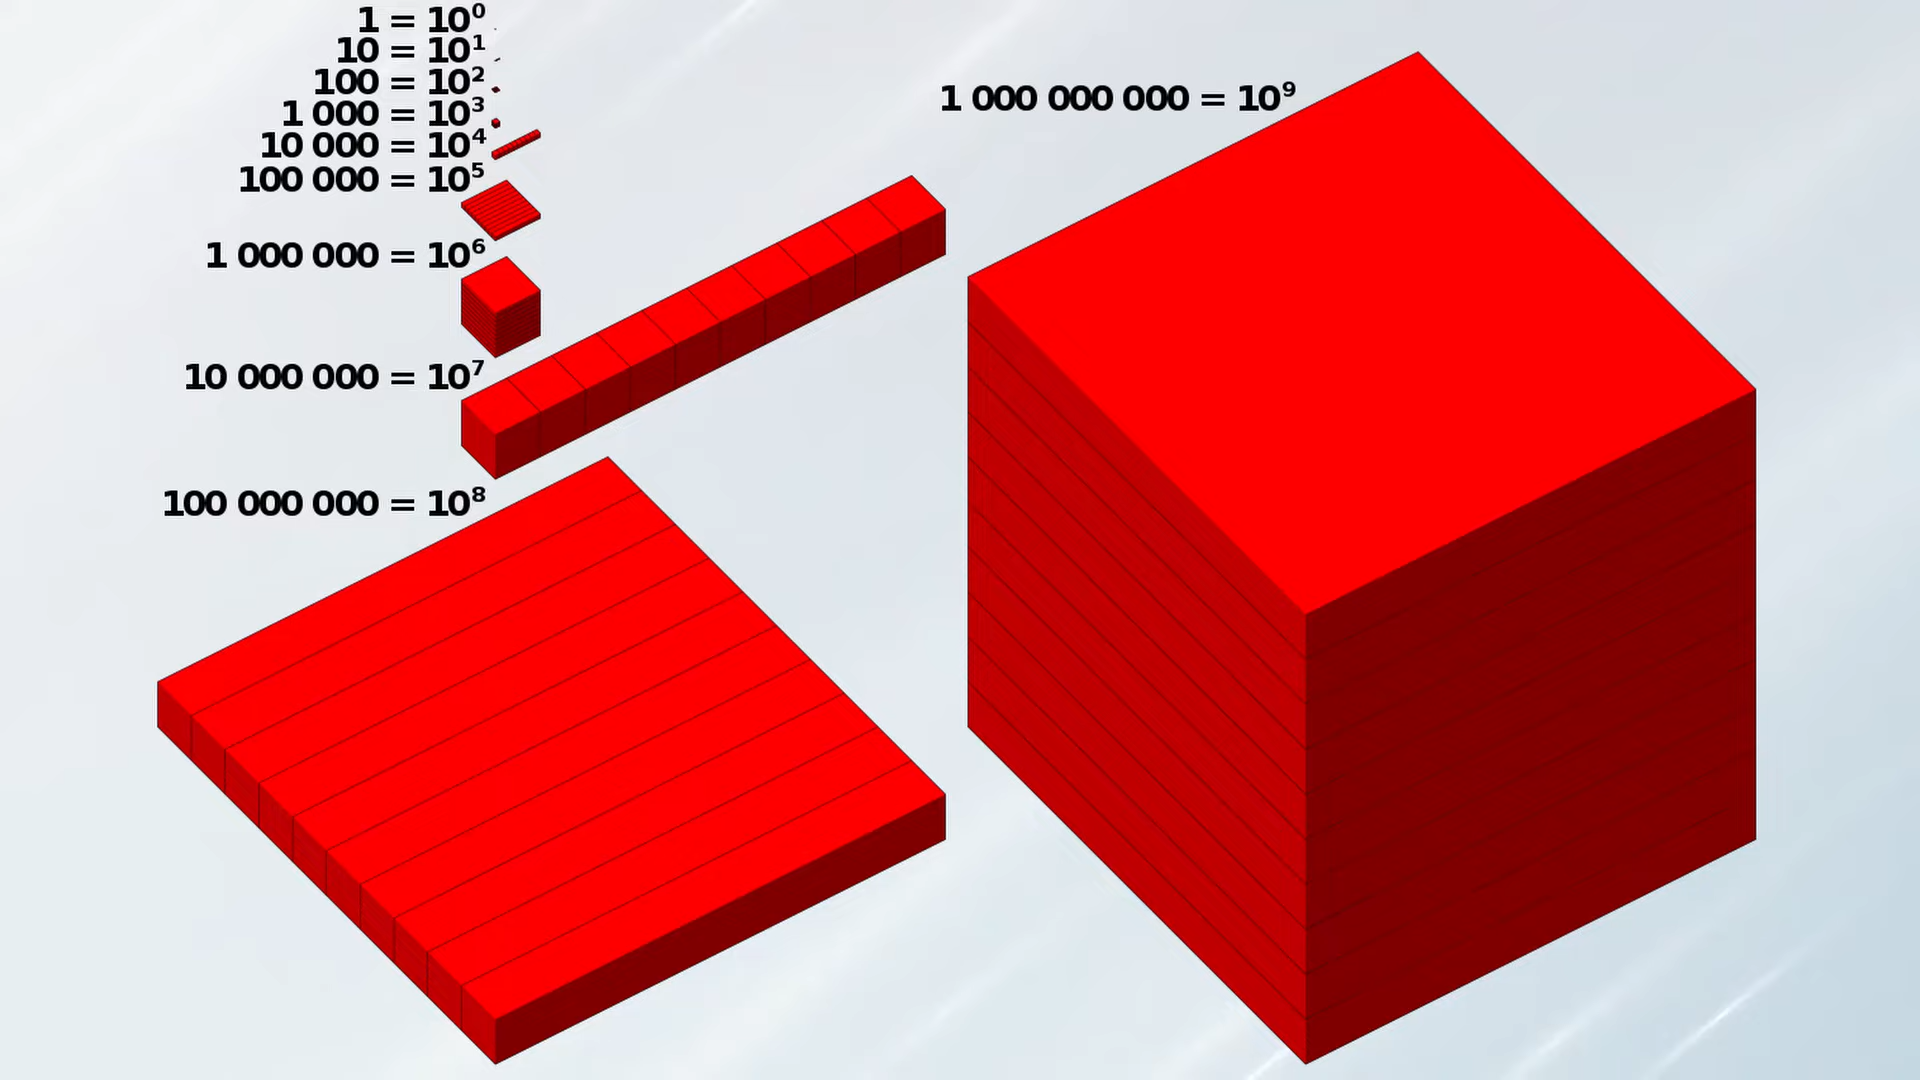 1 = 10⁰
10 = 10¹
100 = 10²
1 000 = 10³
10 000 = 10⁴
100 000 = 10⁵
1 000 000 = 10⁶
10 000 000 = 10⁷
100 000 000 = 10⁸
1 000 000 000 = 10⁹